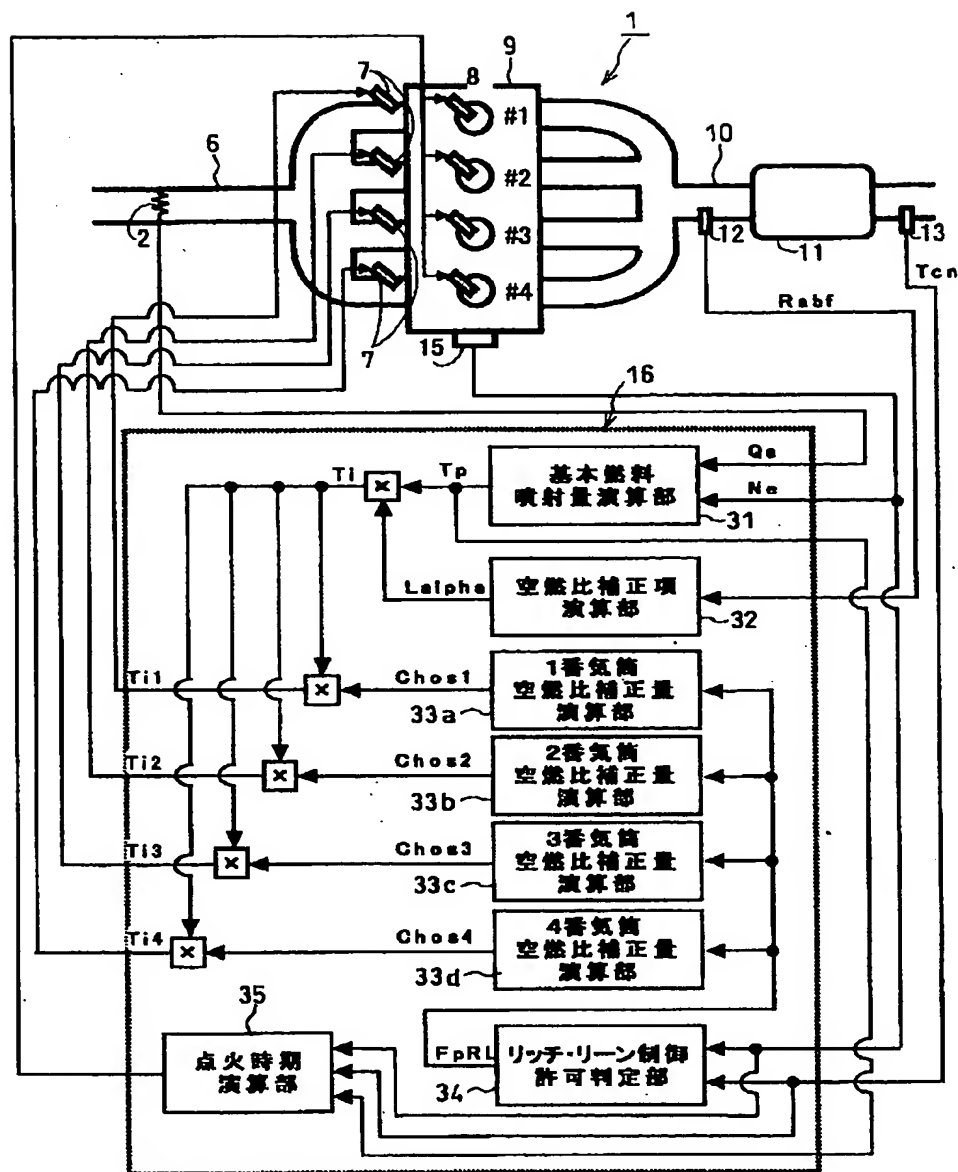 1
9
7
8
#1
6
10
#2
2
#3
12
11
13
#4
Tcn
Rabf
7
15
16
Qa
Ti
Tp
基本燃料
噴射量演算部
Ne
31
Lalpha
空燃比補正項
演算部
32
Ti1
Chos1
1番気筒
空燃比補正量
演算部
33a
Ti2
Chos2
2番気筒
空燃比補正量
演算部
33b
Ti3
Chos3
3番気筒
空燃比補正量
演算部
33c
Ti4
Chos4
4番気筒
空燃比補正量
演算部
33d
35
点火時期
演算部
FpRL
リッチ・リーン制御
許可判定部
34